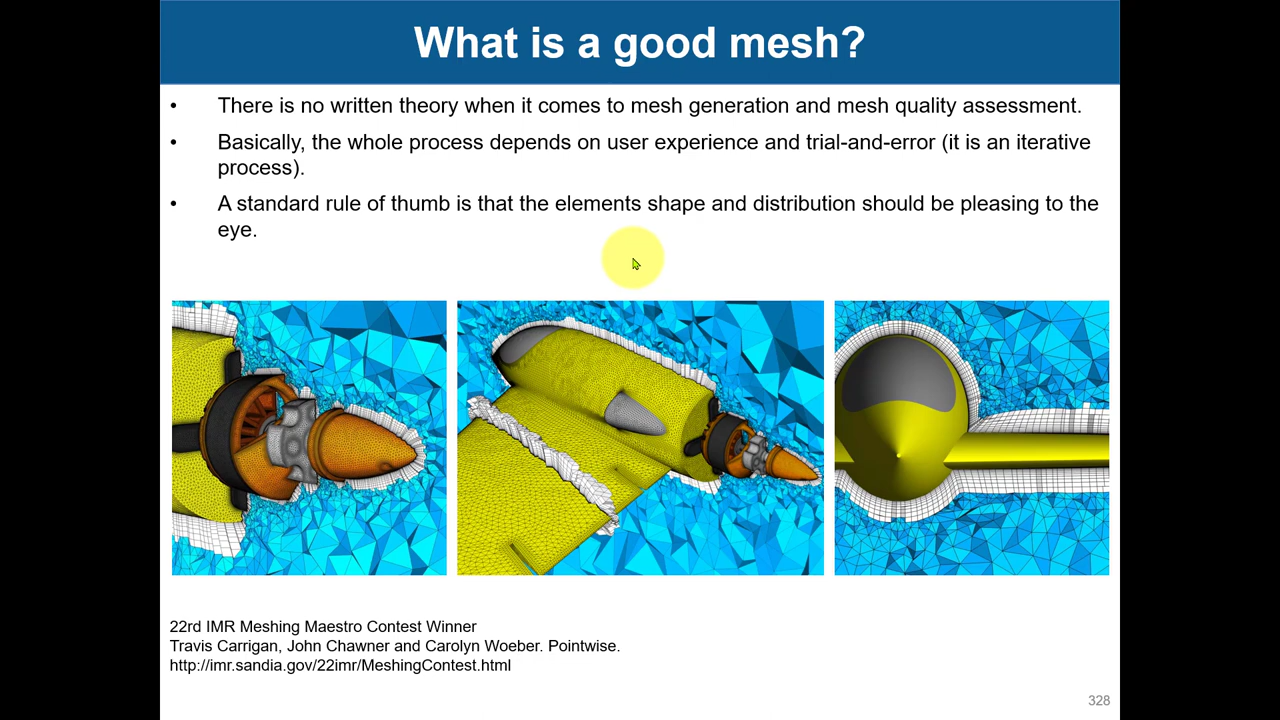 What is a good mesh?
• There is no written theory when it comes to mesh generation and mesh quality assessment.
• Basically, the whole process depends on user experience and trial-and-error (it is an iterative
process).
• A standard rule of thumb is that the elements shape and distribution should be pleasing to the
eye.
22rd IMR Meshing Maestro Contest Winner
Travis Carrigan, John Chawner and Carolyn Woeber. Pointwise.
http://imr.sandia.gov/22imr/MeshingContest.html
328